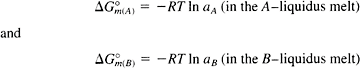 ΔG°m(A) = −RT ln aA (in the A–liquidus melt)
and
ΔG°m(B) = −RT ln aB (in the B–liquidus melt)